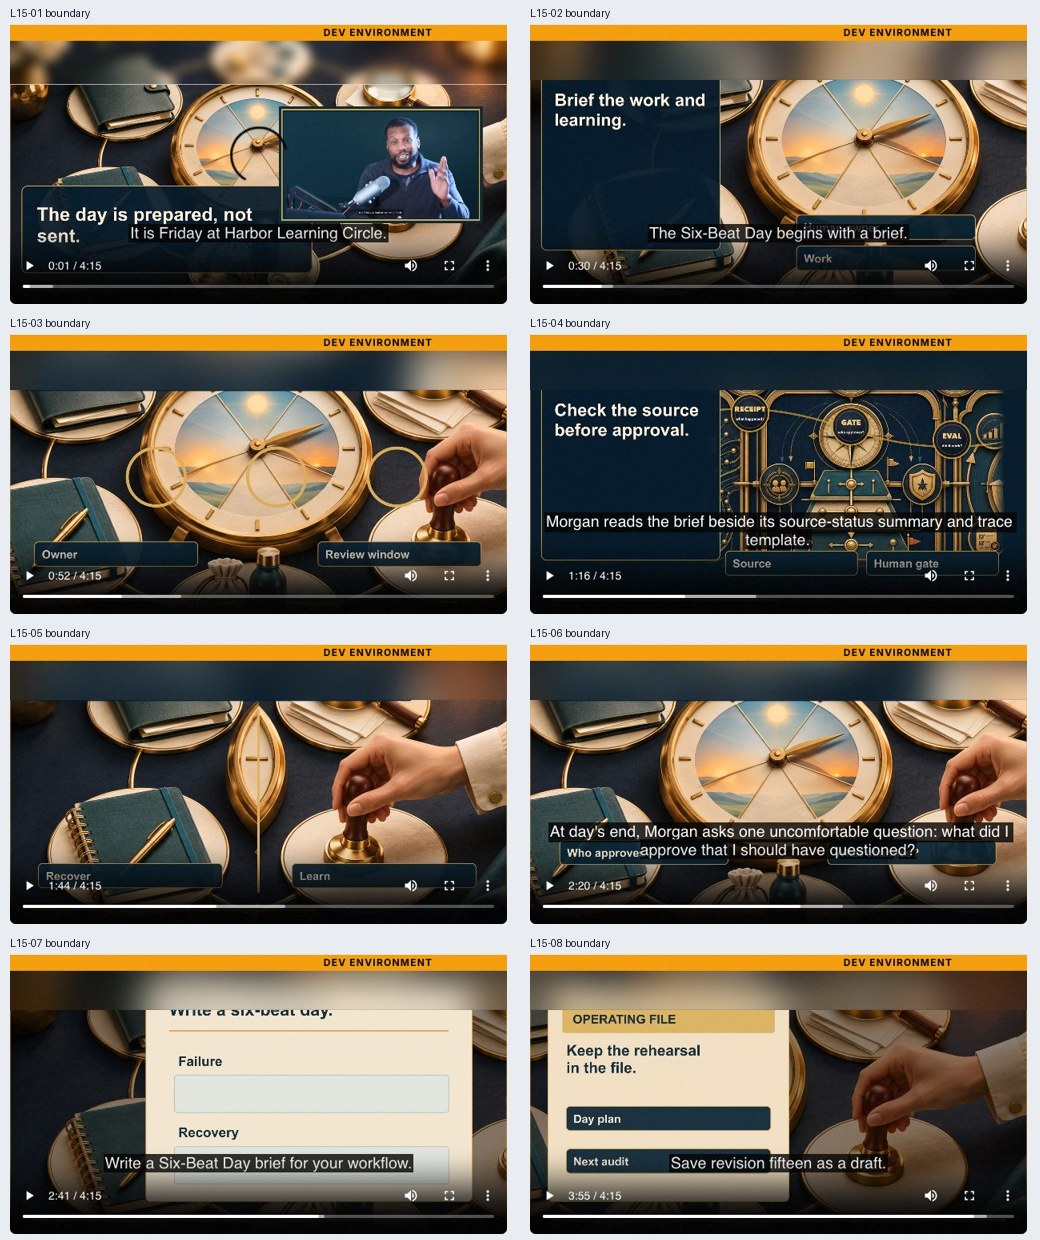 L15-01 boundary
DEV ENVIRONMENT
The day is prepared, not
sent.
It is Friday at Harbor Learning Circle.
0:01 / 4:15
L15-02 boundary
DEV ENVIRONMENT
Brief the work and
learning.
The Six-Beat Day begins with a brief.
Work
0:30 / 4:15
L15-03 boundary
DEV ENVIRONMENT
Owner
Review window
0:52 / 4:15
L15-04 boundary
DEV ENVIRONMENT
Check the source
before approval.
RECEIPT
GATE
EVAL
Morgan reads the brief beside its source-status summary and trace
template.
Source
Human gate
1:16 / 4:15
L15-05 boundary
DEV ENVIRONMENT
Recover
Learn
1:44 / 4:15
L15-06 boundary
DEV ENVIRONMENT
At day's end, Morgan asks one uncomfortable question: what did I
approve that I should have questioned?
Who approve
2:20 / 4:15
L15-07 boundary
DEV ENVIRONMENT
Write a six-beat day.
Failure
Recovery
Write a Six-Beat Day brief for your workflow.
2:41 / 4:15
L15-08 boundary
DEV ENVIRONMENT
OPERATING FILE
Keep the rehearsal
in the file.
Day plan
Next audit
Save revision fifteen as a draft.
3:55 / 4:15